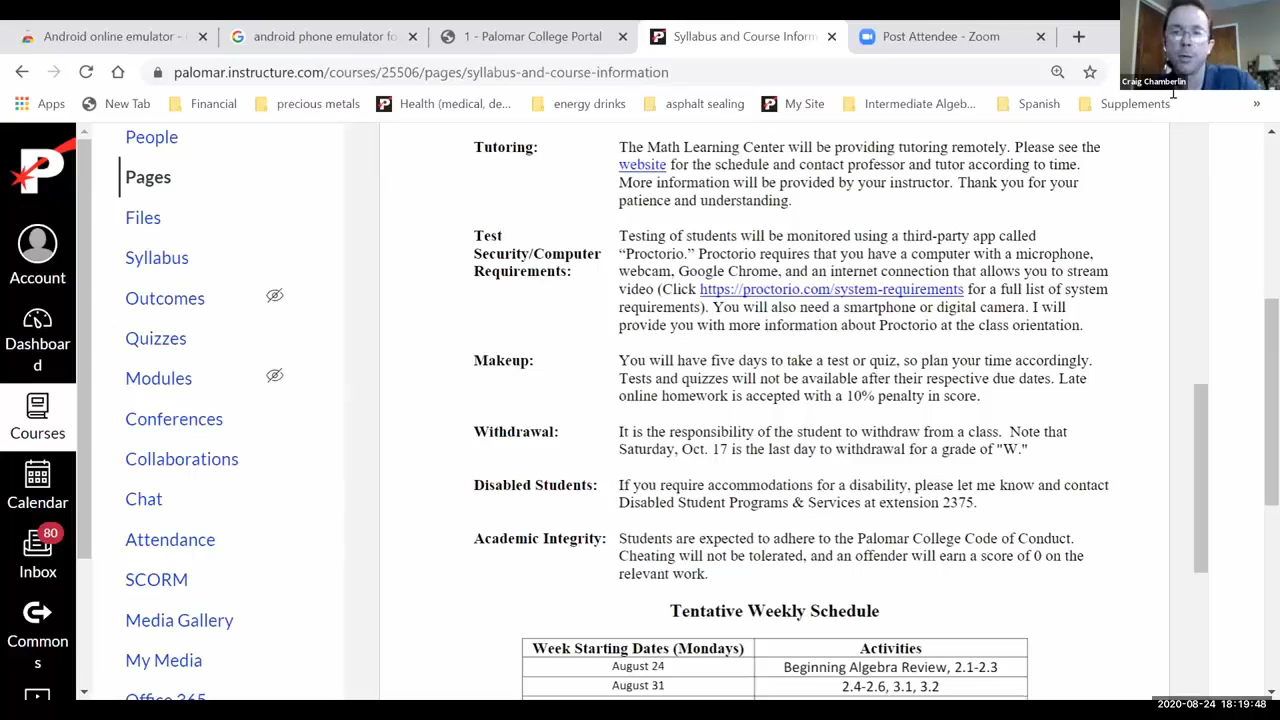 Android online emulator -
android phone emulator fo
1 - Palomar College Portal
Syllabus and Course Inform
Post Attendee - Zoom
Craig Chamberlin
palomar.instructure.com/courses/25506/pages/syllabus-and-course-information
Apps
New Tab
Financial
precious metals
Health (medical, de...
energy drinks
asphalt sealing
My Site
Intermediate Algeb...
Spanish
Supplements
»
P
Account
Dashboar
d
Courses
Calendar
80
Inbox
Common
s
People
Pages
Files
Syllabus
Outcomes
Quizzes
Modules
Conferences
Collaborations
Chat
Attendance
SCORM
Media Gallery
My Media
Office 365
Tutoring: The Math Learning Center will be providing tutoring remotely. Please see the
website for the schedule and contact professor and tutor according to time.
More information will be provided by your instructor. Thank you for your
patience and understanding.
Test Testing of students will be monitored using a third-party app called
Security/Computer “Proctorio.” Proctorio requires that you have a computer with a microphone,
Requirements: webcam, Google Chrome, and an internet connection that allows you to stream
video (Click https://proctorio.com/system-requirements for a full list of system
requirements). You will also need a smartphone or digital camera. I will
provide you with more information about Proctorio at the class orientation.
Makeup: You will have five days to take a test or quiz, so plan your time accordingly.
Tests and quizzes will not be available after their respective due dates. Late
online homework is accepted with a 10% penalty in score.
Withdrawal: It is the responsibility of the student to withdraw from a class. Note that
Saturday, Oct. 17 is the last day to withdrawal for a grade of "W."
Disabled Students: If you require accommodations for a disability, please let me know and contact
Disabled Student Programs & Services at extension 2375.
Academic Integrity: Students are expected to adhere to the Palomar College Code of Conduct.
Cheating will not be tolerated, and an offender will earn a score of 0 on the
relevant work.
Tentative Weekly Schedule
Week Starting Dates (Mondays) Activities
August 24 Beginning Algebra Review, 2.1-2.3
August 31 2.4-2.6, 3.1, 3.2
2020-08-24 18:19:48